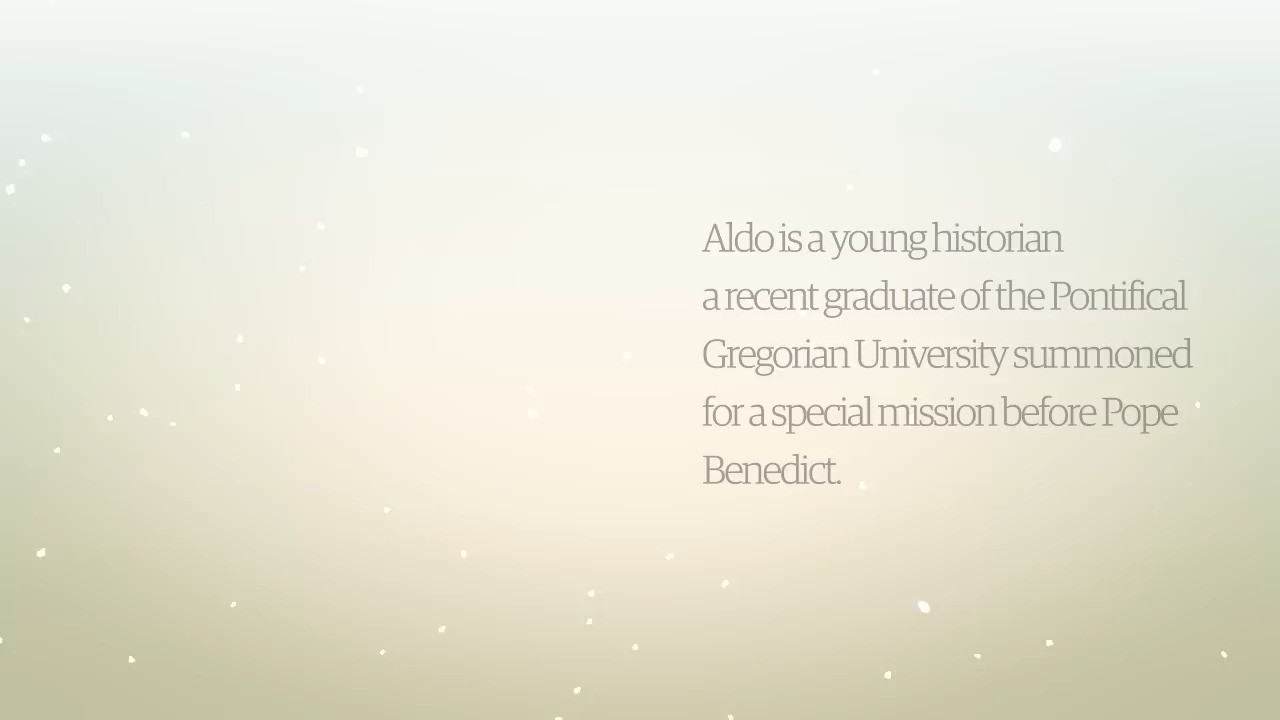 Aldo is a young historian
a recent graduate of the Pontifical
Gregorian University summoned
for a special mission before Pope
Benedict.